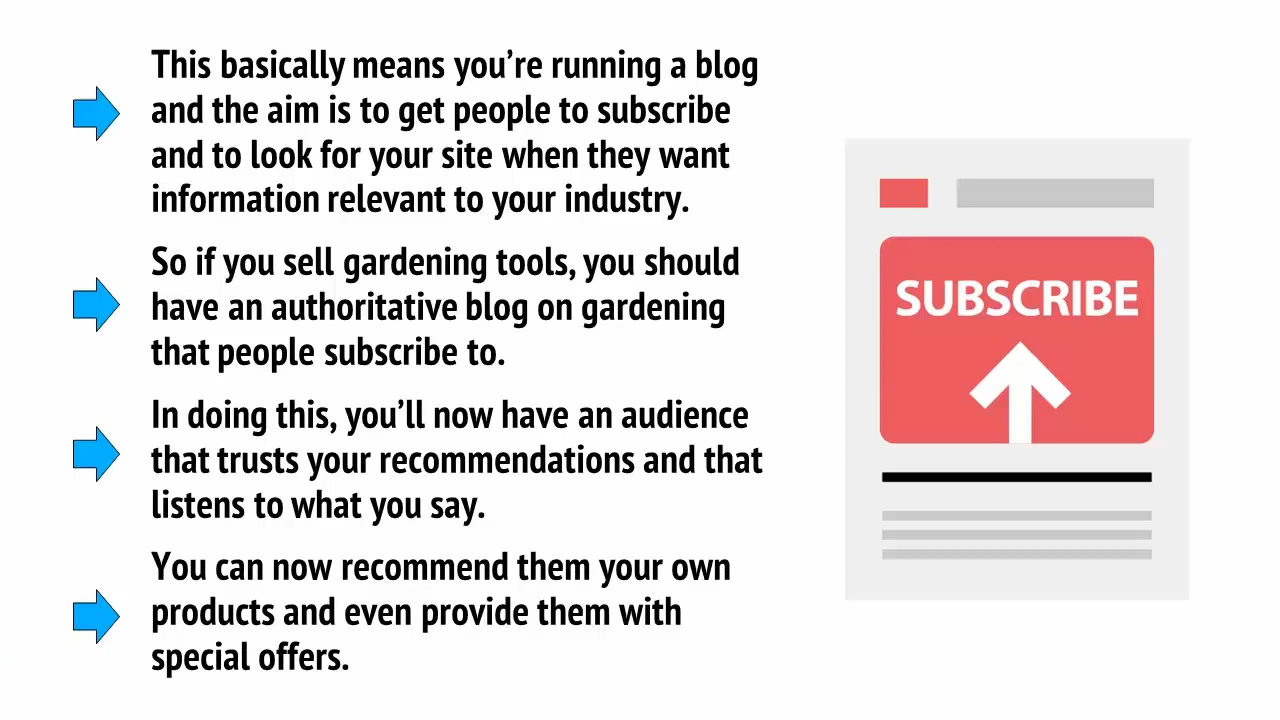 This basically means you’re running a blog
and the aim is to get people to subscribe
and to look for your site when they want
information relevant to your industry.
So if you sell gardening tools, you should
have an authoritative blog on gardening
that people subscribe to.
In doing this, you’ll now have an audience
that trusts your recommendations and that
listens to what you say.
You can now recommend them your own
products and even provide them with
special offers.
SUBSCRIBE